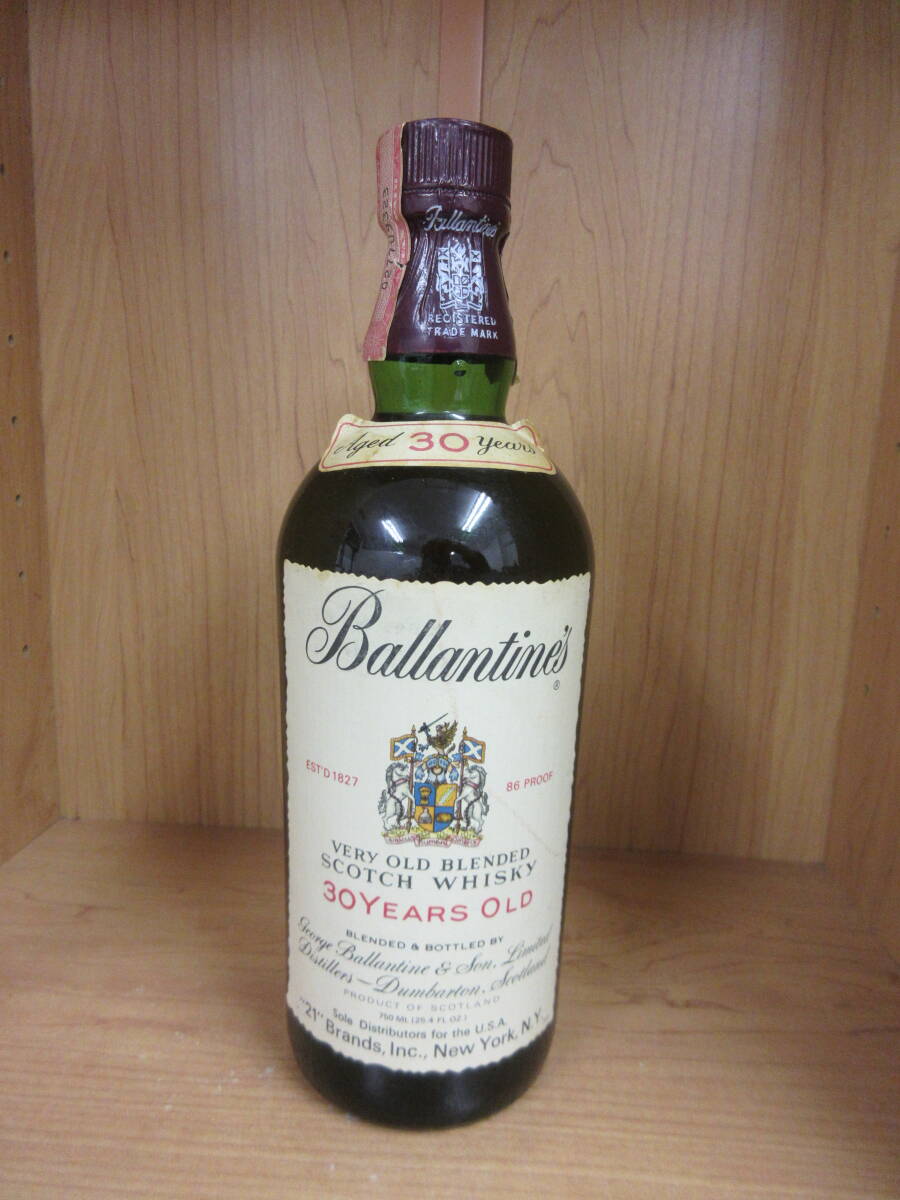 Ballantine's
REGISTERED
TRADE MARK
Aged 30 Years
Ballantine's
®
EST'D 1827
86 PROOF
VERY OLD BLENDED
SCOTCH WHISKY
30 YEARS OLD
BLENDED & BOTTLED BY
George Ballantine & Son, Limited
Distillers — Dumbarton, Scotland
PRODUCT OF SCOTLAND
750 ML (25.4 FL OZ.)
Sole Distributors for the U.S.A.
"21" Brands, Inc., New York, N.Y.